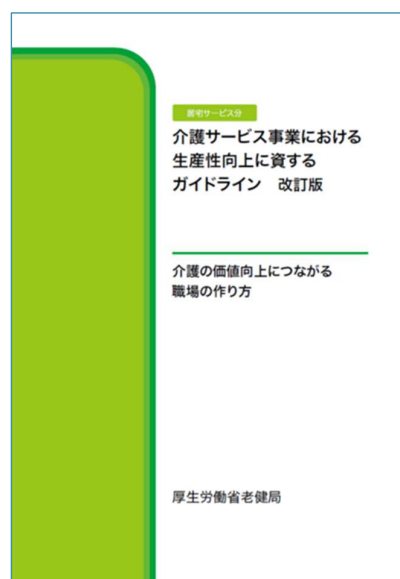 居宅サービス分
介護サービス事業における
生産性向上に資する
ガイドライン 改訂版
介護の価値向上につながる
職場の作り方
厚生労働省老健局